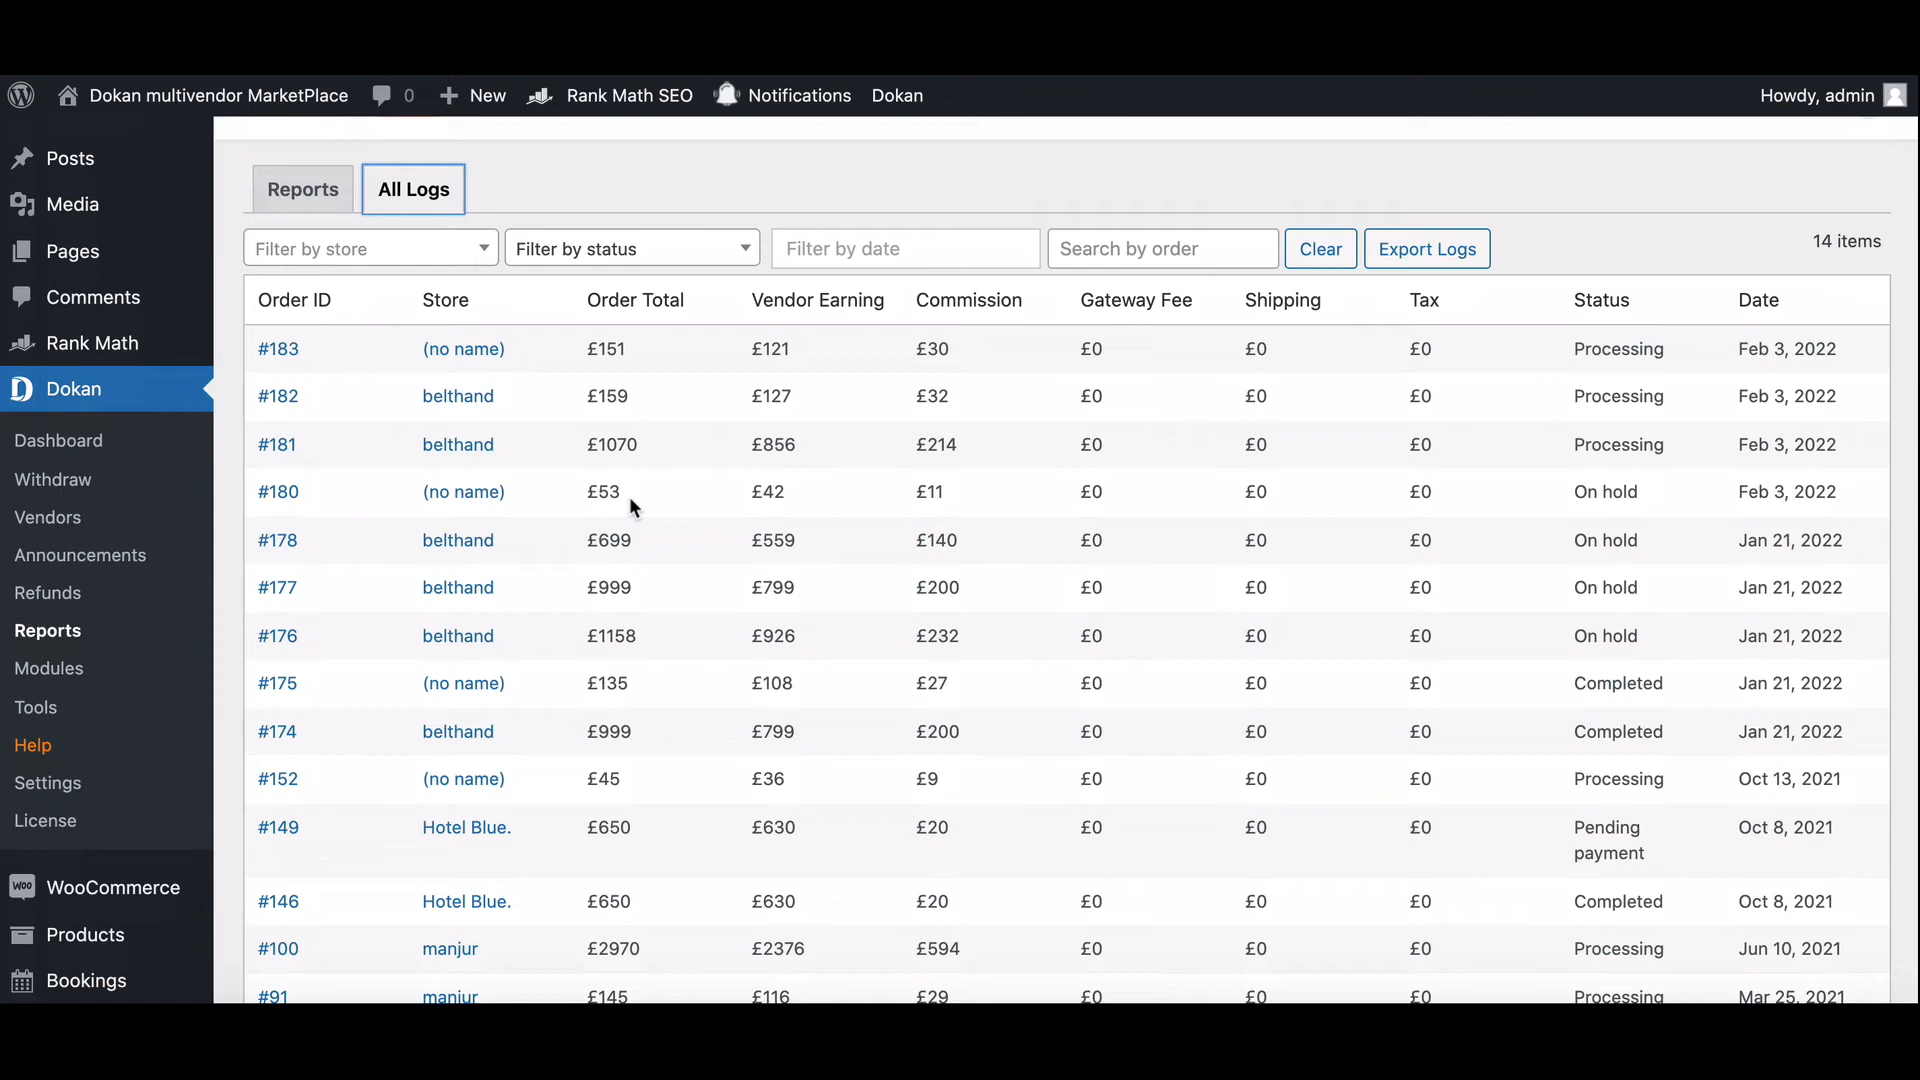 Dokan multivendor MarketPlace 0 New Rank Math SEO Notifications Dokan Howdy, admin
Posts
Media
Pages
Comments
Rank Math
Dokan
Dashboard
Withdraw
Vendors
Announcements
Refunds
Reports
Modules
Tools
Help
Settings
License
WooCommerce
Products
Bookings
Reports All Logs
Filter by store Filter by status Filter by date Search by order Clear Export Logs 14 items
Order ID Store Order Total Vendor Earning Commission Gateway Fee Shipping Tax Status Date
#183 (no name) £151 £121 £30 £0 £0 £0 Processing Feb 3, 2022
#182 belthand £159 £127 £32 £0 £0 £0 Processing Feb 3, 2022
#181 belthand £1070 £856 £214 £0 £0 £0 Processing Feb 3, 2022
#180 (no name) £53 £42 £11 £0 £0 £0 On hold Feb 3, 2022
#178 belthand £699 £559 £140 £0 £0 £0 On hold Jan 21, 2022
#177 belthand £999 £799 £200 £0 £0 £0 On hold Jan 21, 2022
#176 belthand £1158 £926 £232 £0 £0 £0 On hold Jan 21, 2022
#175 (no name) £135 £108 £27 £0 £0 £0 Completed Jan 21, 2022
#174 belthand £999 £799 £200 £0 £0 £0 Completed Jan 21, 2022
#152 (no name) £45 £36 £9 £0 £0 £0 Processing Oct 13, 2021
#149 Hotel Blue. £650 £630 £20 £0 £0 £0 Pending payment Oct 8, 2021
#146 Hotel Blue. £650 £630 £20 £0 £0 £0 Completed Oct 8, 2021
#100 manjur £2970 £2376 £594 £0 £0 £0 Processing Jun 10, 2021
#91 manjur £145 £116 £29 £0 £0 £0 Processing Mar 25, 2021